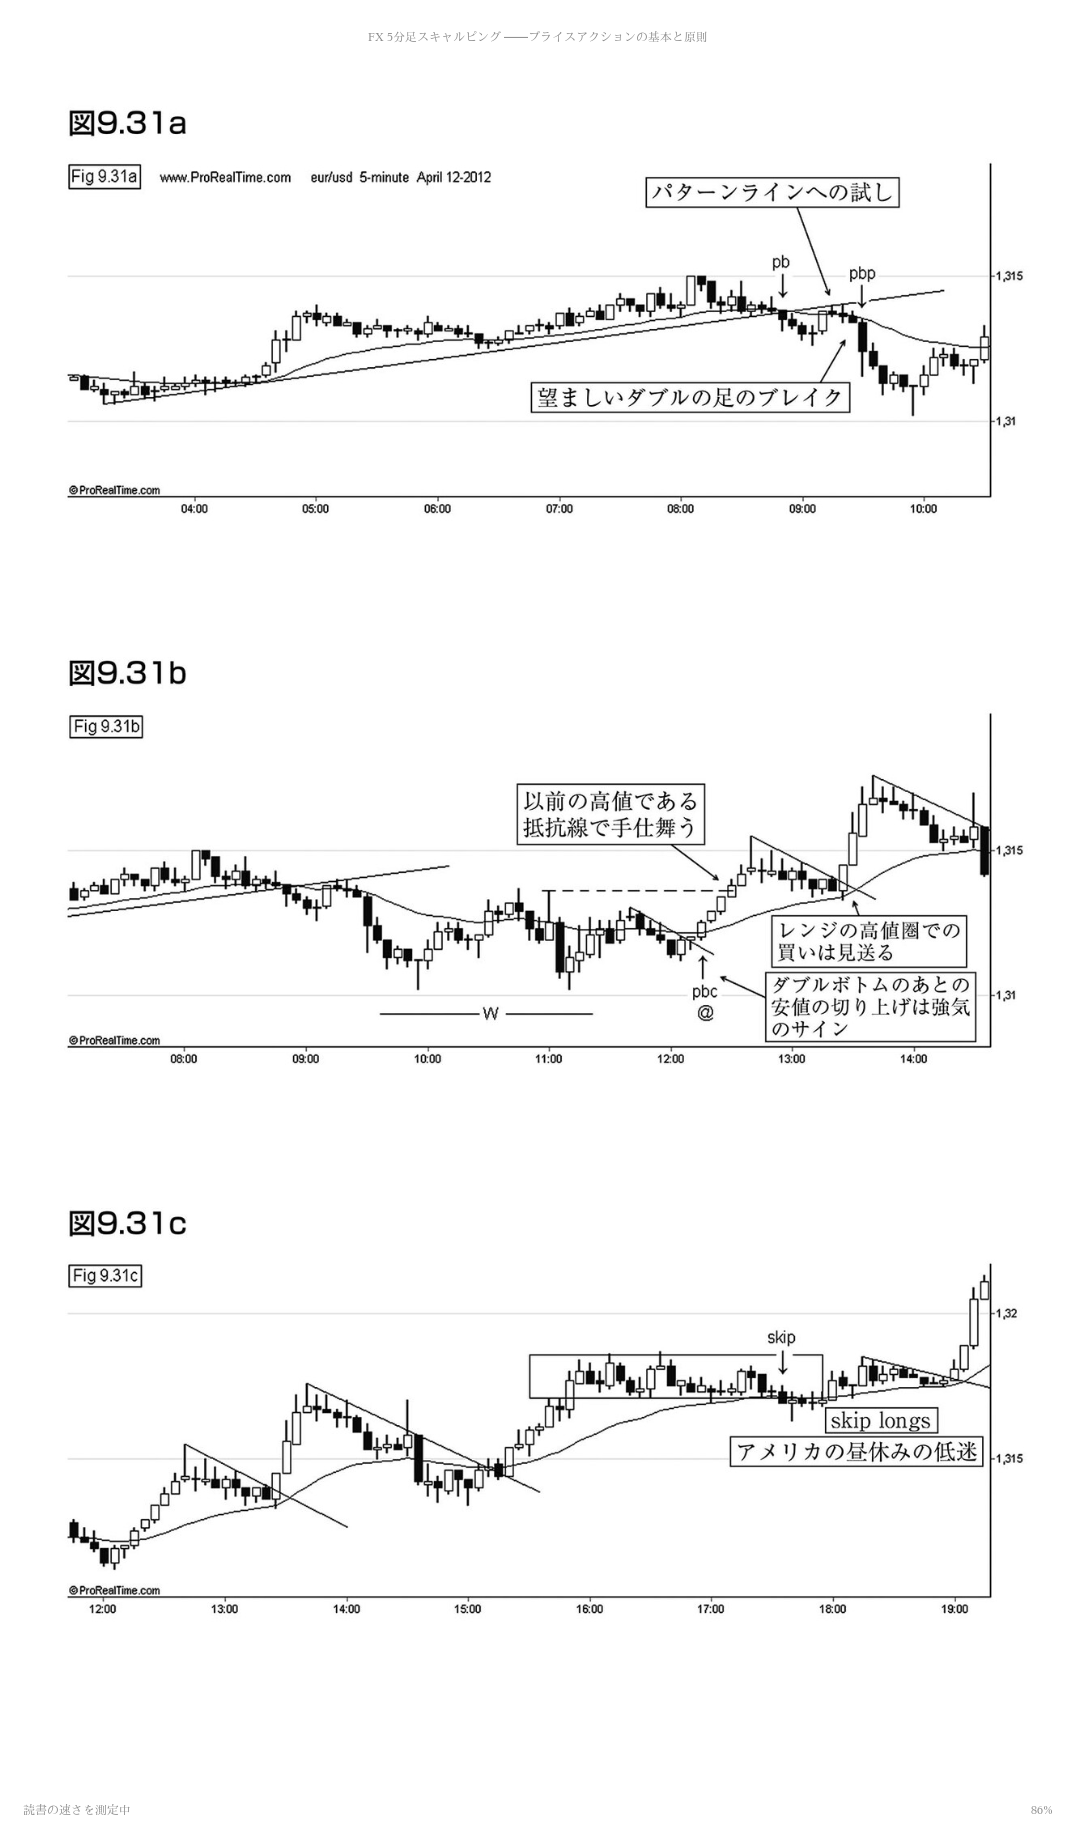 FX 5分足スキャルピング ――プライスアクションの基本と原則
図9.31a
Fig 9.31a www.ProRealTime.com eur/usd 5-minute April 12-2012
パターンラインへの試し
pb
pbp
1,315
望ましいダブルの足のブレイク
1,31
©ProRealTime.com
04:00 05:00 06:00 07:00 08:00 09:00 10:00
図9.31b
Fig 9.31b
以前の高値である
抵抗線で手仕舞う
1,315
レンジの高値圏での
買いは見送る
ダブルボトムのあとの
安値の切り上げは強気
のサイン
pbc
@
1,31
W
©ProRealTime.com
08:00 09:00 10:00 11:00 12:00 13:00 14:00
図9.31c
Fig 9.31c
1,32
skip
skip longs
アメリカの昼休みの低迷
1,315
©ProRealTime.com
12:00 13:00 14:00 15:00 16:00 17:00 18:00 19:00
読書の速さを測定中
86%